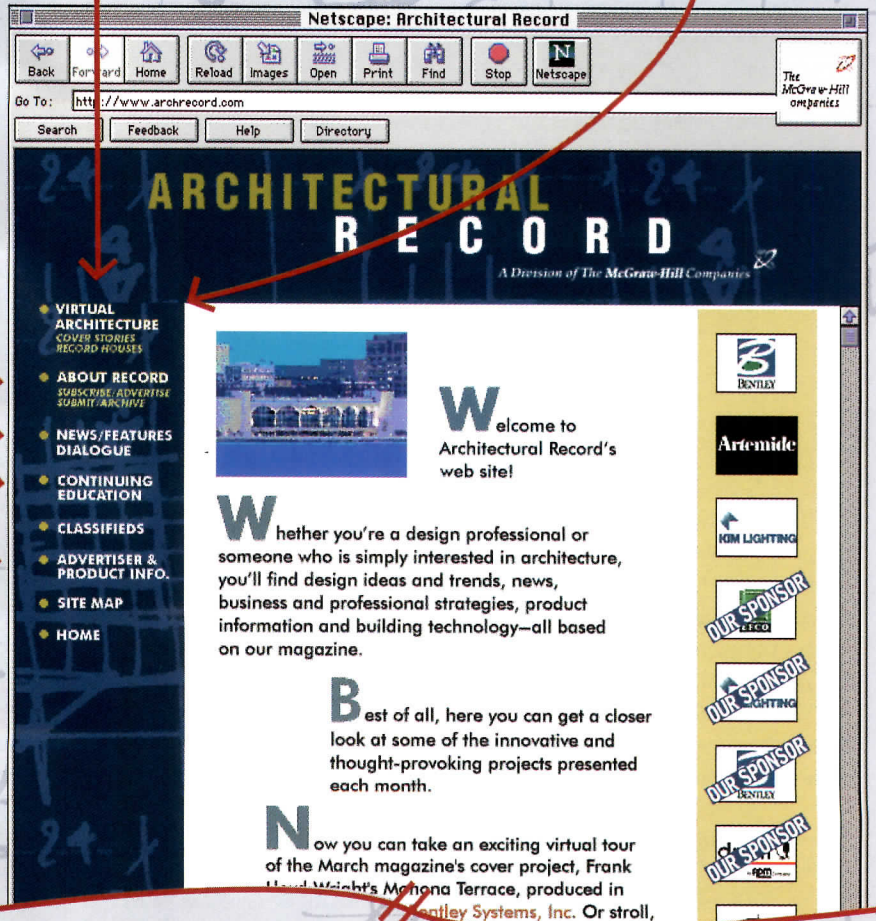 Netscape: Architectural Record
Back Forward Home Reload Images Open Print Find Stop N Netscape
The McGraw-Hill Companies
Go To: http://www.archrecord.com
Search Feedback Help Directory
ARCHITECTURAL
RECORD
A Division of The McGraw-Hill Companies
VIRTUAL
ARCHITECTURE
COVER STORIES
RECORD HOUSES
ABOUT RECORD
SUBSCRIBE/ADVERTISE
SUBMIT/ARCHIVE
NEWS/FEATURES
DIALOGUE
CONTINUING
EDUCATION
CLASSIFIEDS
ADVERTISER &
PRODUCT INFO.
SITE MAP
HOME
Welcome to
Architectural Record's
web site!
Whether you're a design professional or
someone who is simply interested in architecture,
you'll find design ideas and trends, news,
business and professional strategies, product
information and building technology—all based
on our magazine.
Best of all, here you can get a closer
look at some of the innovative and
thought-provoking projects presented
each month.
Now you can take an exciting virtual tour
of the March magazine's cover project, Frank
Lloyd Wright's Monona Terrace, produced in
Bentley Systems, Inc. Or stroll,
B
BENTLEY
Artemide
KIM LIGHTING
OUR SPONSOR
EFCO
OUR SPONSOR
LIGHTING
OUR SPONSOR
BENTLEY
OUR SPONSOR